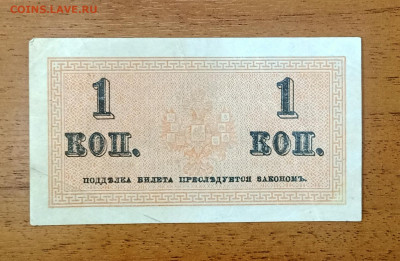 COINS.LAVE.RU
1 1
КОП. КОП.
ПОДДѢЛКА БИЛЕТА ПРЕСЛѢДУЕТСЯ ЗАКОНОМЪ.